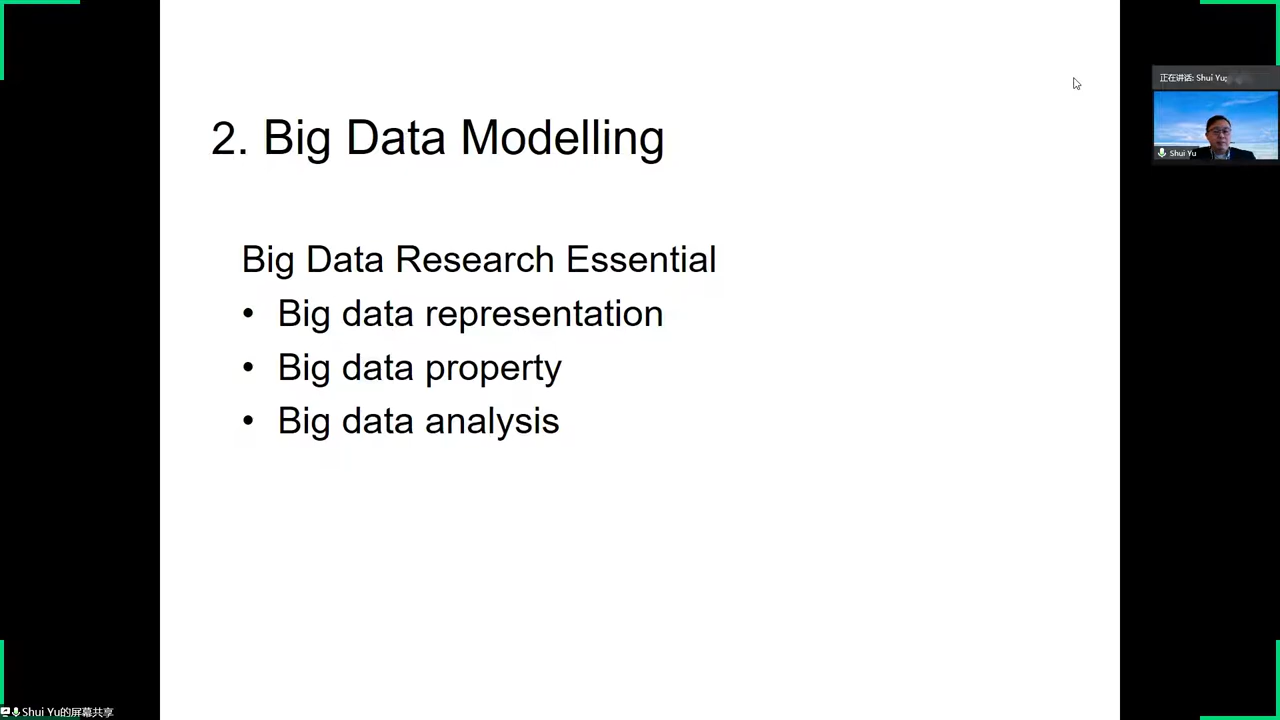 正在讲话: Shui Yu;
2. Big Data Modelling
Shui Yu
Big Data Research Essential
• Big data representation
• Big data property
• Big data analysis
Shui Yu的屏幕共享